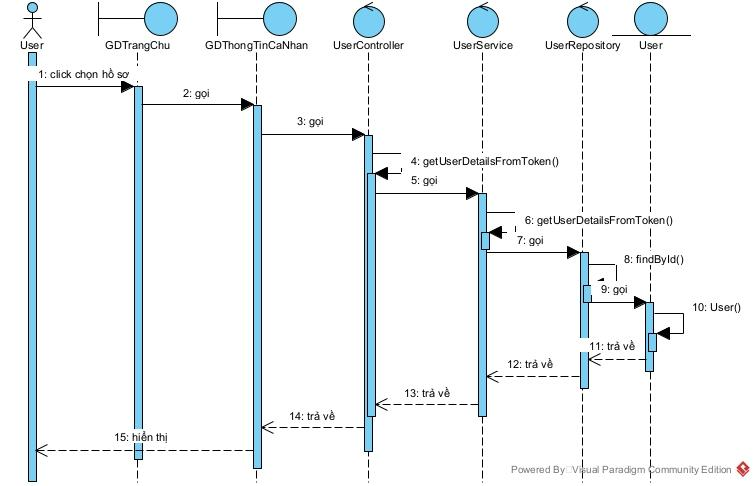 User
GDTrangChu
GDThongTinCaNhan
UserController
UserService
UserRepository
User
1: click chọn hồ sơ
2: gọi
3: gọi
4: getUserDetailsFromToken()
5: gọi
6: getUserDetailsFromToken()
7: gọi
8: findById()
9: gọi
10: User()
11: trả về
12: trả về
13: trả về
14: trả về
15: hiển thị
Powered By Visual Paradigm Community Edition